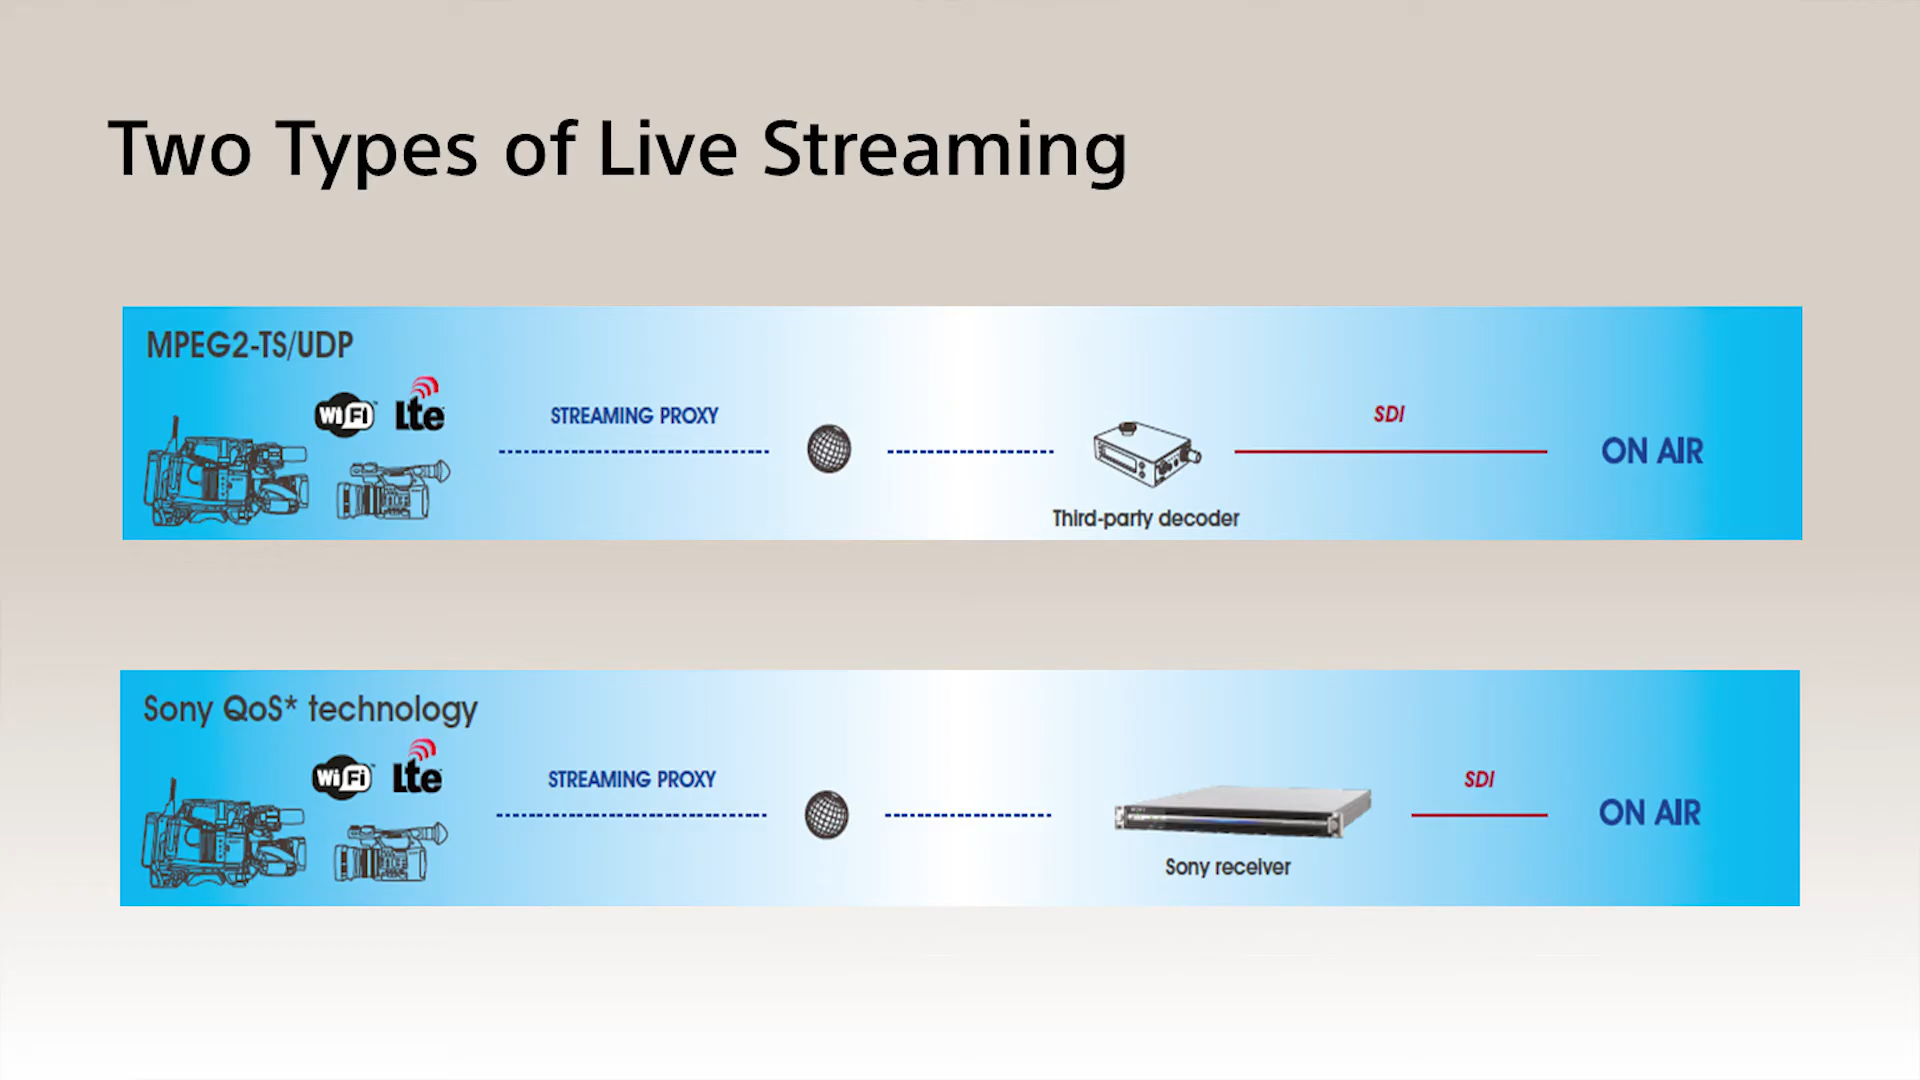 Two Types of Live Streaming
MPEG2-TS/UDP
WiFi
Lte
STREAMING PROXY
SDI
ON AIR
Third-party decoder
Sony QoS* technology
WiFi
Lte
STREAMING PROXY
SDI
ON AIR
Sony receiver